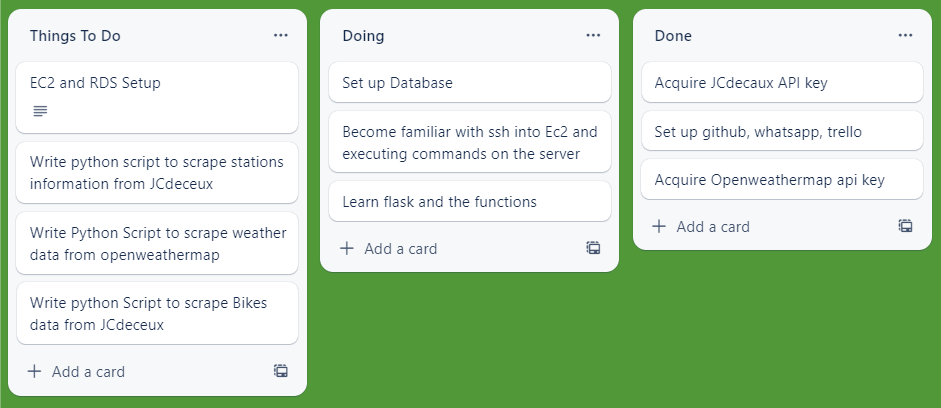 Things To Do
EC2 and RDS Setup
Write python script to scrape stations
information from JCdeceux
Write Python Script to scrape weather
data from openweathermap
Write python Script to scrape Bikes
data from JCdeceux
Add a card
Doing
Set up Database
Become familiar with ssh into Ec2 and
executing commands on the server
Learn flask and the functions
Add a card
Done
Acquire JCdecaux API key
Set up github, whatsapp, trello
Acquire Openweathermap api key
Add a card